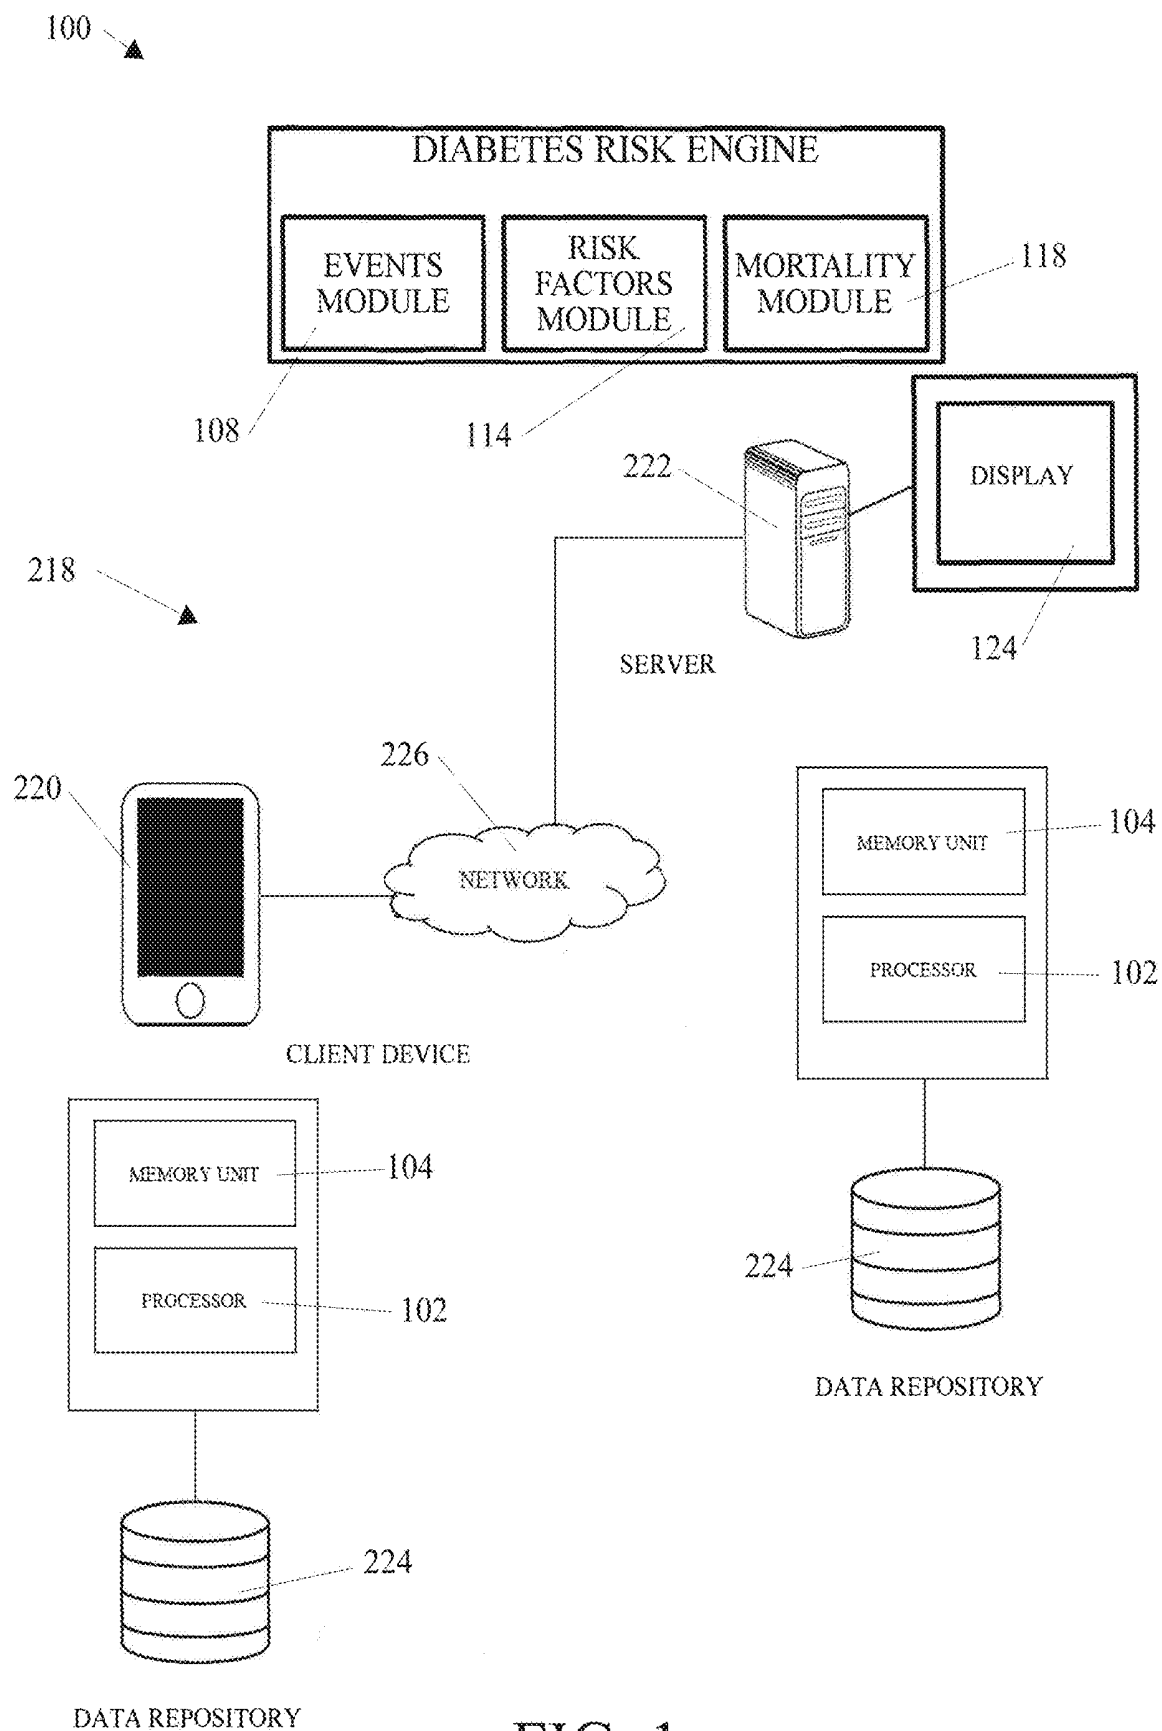 100
DIABETES RISK ENGINE
EVENTS
MODULE
RISK
FACTORS
MODULE
MORTALITY
MODULE
118
108
114
222
DISPLAY
218
124
SERVER
226
220
NETWORK
MEMORY UNIT
104
PROCESSOR
102
CLIENT DEVICE
MEMORY UNIT
104
PROCESSOR
102
224
DATA REPOSITORY
224
DATA REPOSITORY
FIG. 1